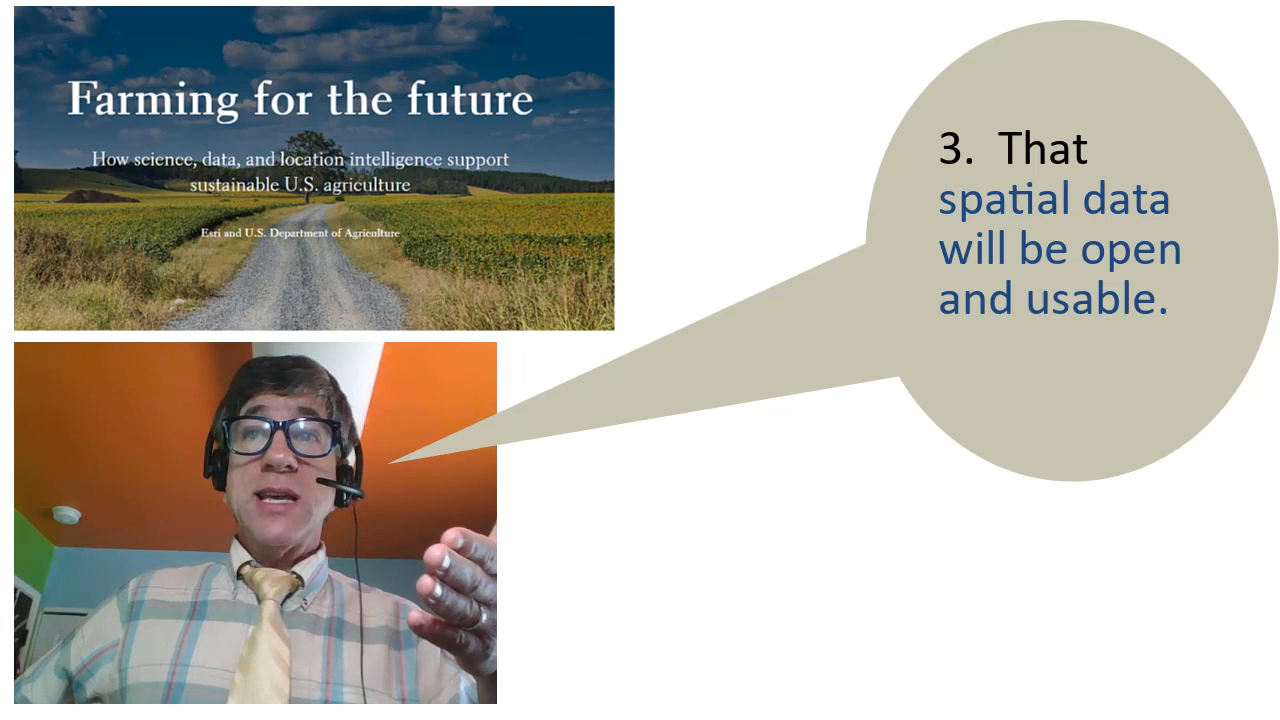 Farming for the future
How science, data, and location intelligence support
sustainable U.S. agriculture
Esri and U.S. Department of Agriculture
3.  That
spatial data
will be open
and usable.